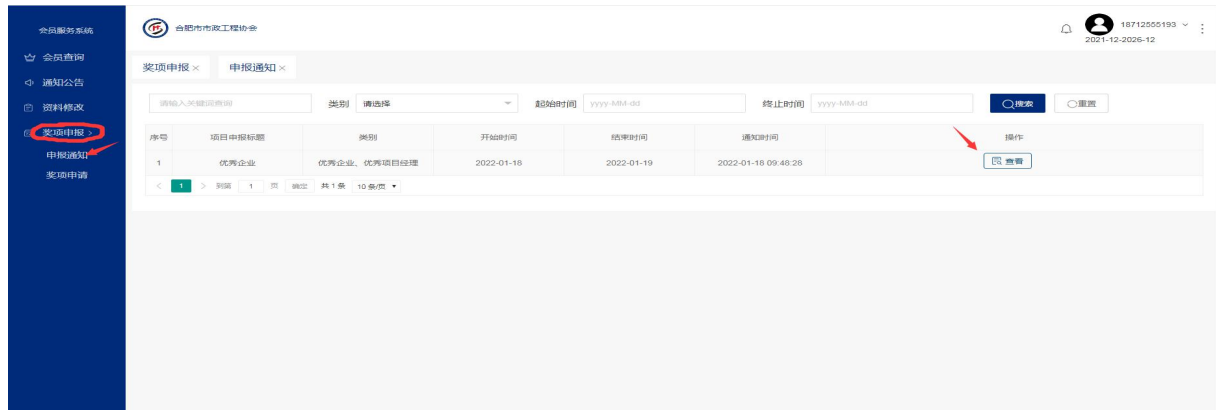 会员服务系统
合肥市市政工程协会
18712555193
2021-12-2026-12
会员查询
通知公告
资料修改
奖项申报 >
申报通知
奖项申请
奖项申报 × 申报通知 ×
请输入关键词查询 类别 请选择 起始时间 yyyy-MM-dd 终止时间 yyyy-MM-dd 搜索 重置
序号 项目申报标题 类别 开始时间 结束时间 通知时间 操作
1 优秀企业 优秀企业、优秀项目经理 2022-01-18 2022-01-19 2022-01-18 09:48:28 查看
< 1 > 到第 1 页 确定 共 1 条 10 条/页